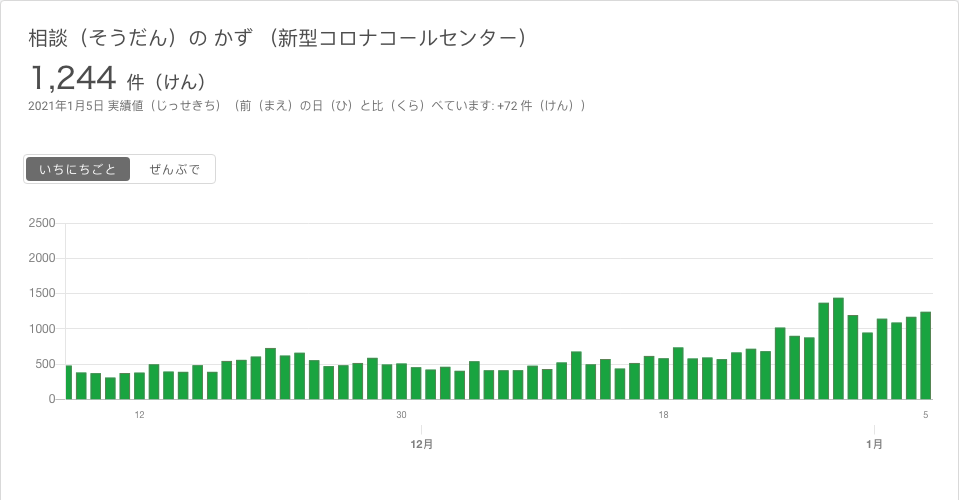 相談（そうだん）の かず （新型コロナコールセンター）
1,244 件（けん）
2021年1月5日 実績値（じっせきち）（前（まえ）の日（ひ）と比（くら）べています: +72 件（けん））
いちにちごと ぜんぶで
2500
2000
1500
1000
500
0
12 30 18 5
12月 1月